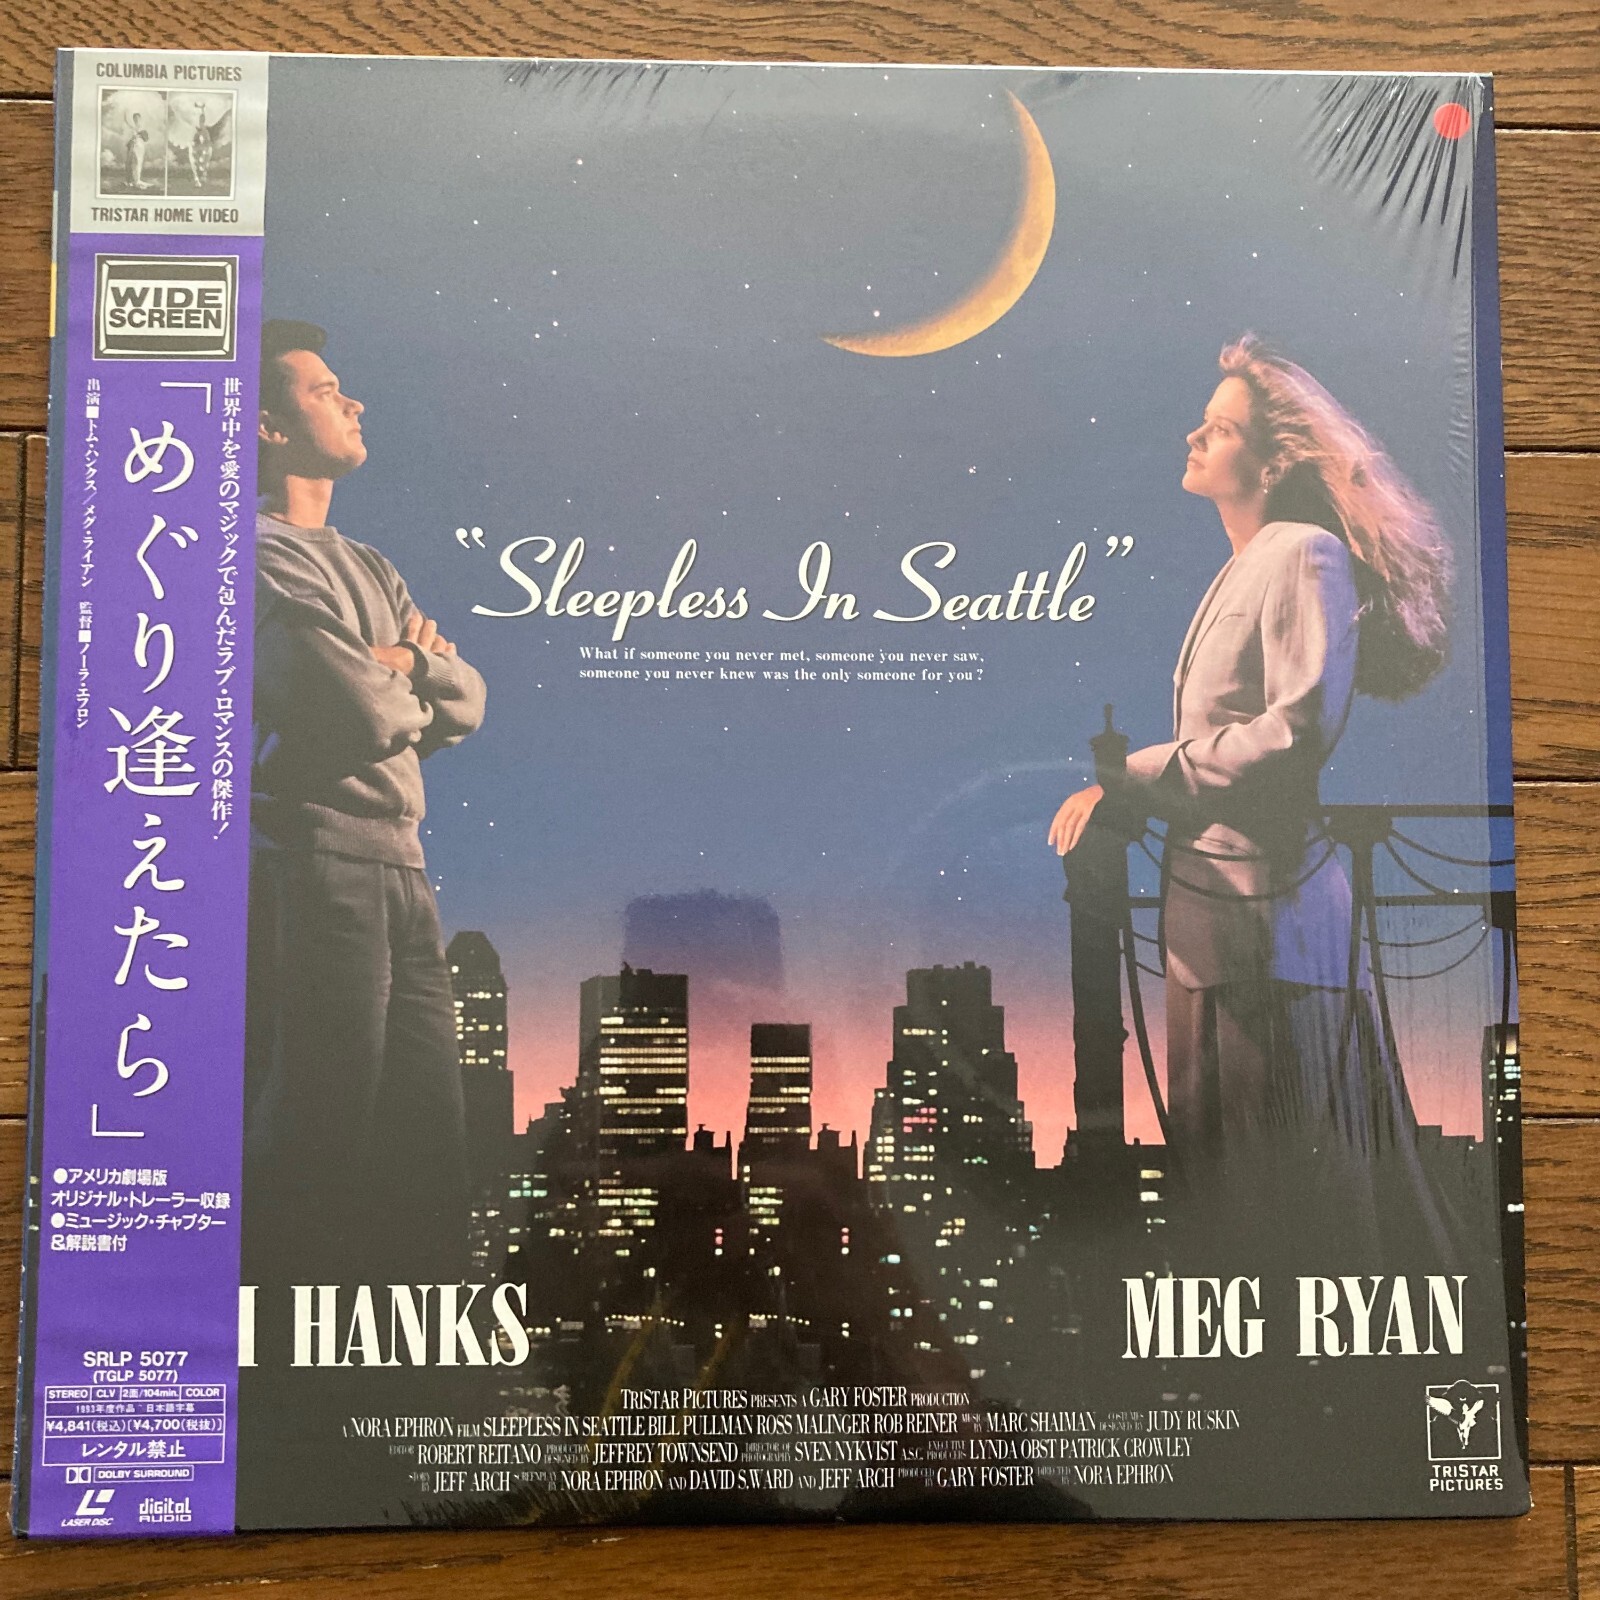 COLUMBIA PICTURES
TRISTAR HOME VIDEO
WIDE
SCREEN
世界中を愛のマジックで包んだラブ・ロマンスの傑作!
「めぐり逢えたら」
出演■トム・ハンクス/メグ・ライアン 監督■ノーラ・エフロン
●アメリカ劇場版
オリジナル・トレーラー収録
●ミュージック・チャプター
&解説書付
SRLP 5077
(TGLP 5077)
STEREO CLV 2面/104min. COLOR
1993年度作品 日本語字幕
¥4,841(税込)(¥4,700(税抜))
レンタル禁止
DOLBY SURROUND
LASER DISC
digital AUDIO
"Sleepless In Seattle"
What if someone you never met, someone you never saw,
someone you never knew was the only someone for you?
HANKS
MEG RYAN
TRISTAR PICTURES PRESENTS A GARY FOSTER PRODUCTION
A NORA EPHRON FILM SLEEPLESS IN SEATTLE BILL PULLMAN ROSS MALINGER ROB REINER MUSIC BY MARC SHAIMAN COSTUMES DESIGNED BY JUDY RUSKIN
EDITOR ROBERT REITANO PRODUCTION DESIGNED BY JEFFREY TOWNSEND DIRECTOR OF PHOTOGRAPHY SVEN NYKVIST A.S.C. EXECUTIVE PRODUCERS LYNDA OBST PATRICK CROWLEY
STORY BY JEFF ARCH SCREENPLAY BY NORA EPHRON AND DAVID S. WARD AND JEFF ARCH PRODUCED BY GARY FOSTER DIRECTED BY NORA EPHRON
TRISTAR
PICTURES